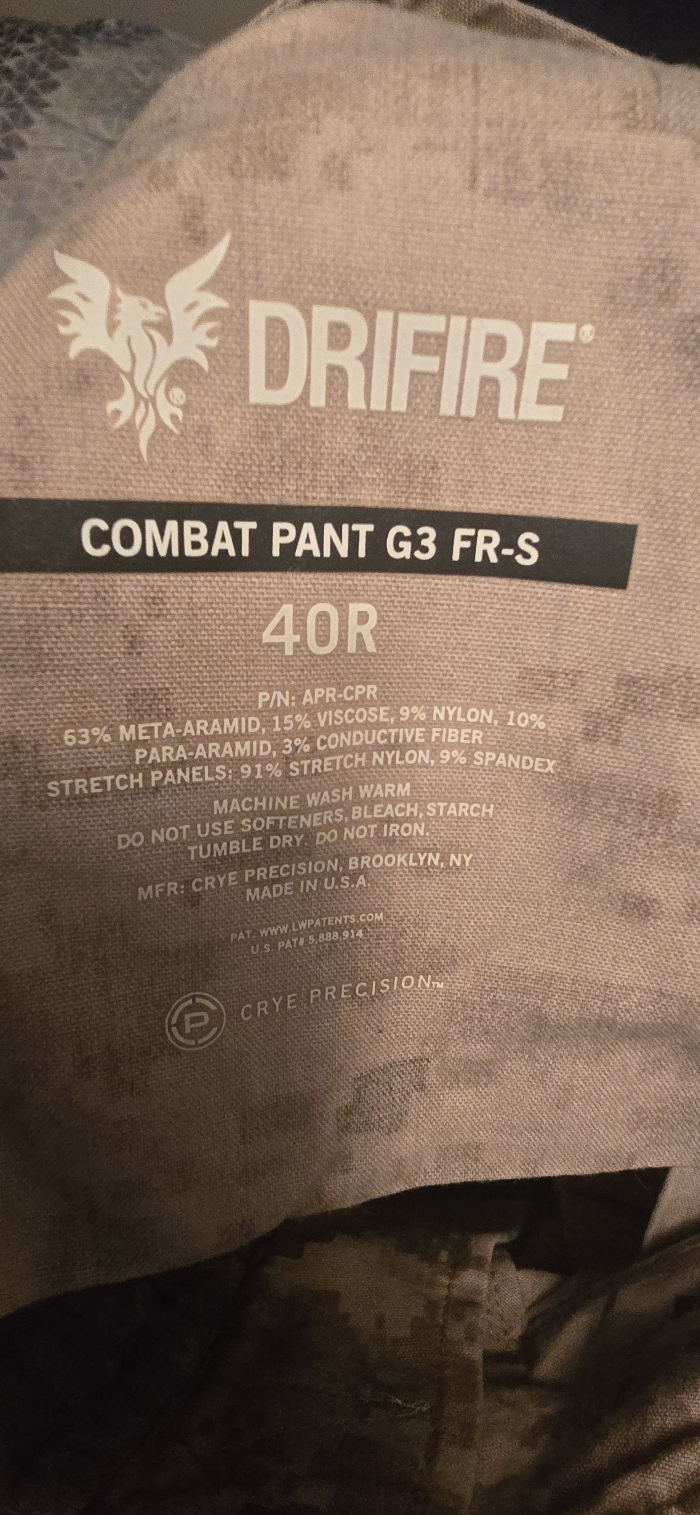 DRIFIRE®
COMBAT PANT G3 FR-S
40R
P/N: APR-CPR
63% META-ARAMID, 15% VISCOSE, 9% NYLON, 10%
PARA-ARAMID, 3% CONDUCTIVE FIBER
STRETCH PANELS: 91% STRETCH NYLON, 9% SPANDEX
MACHINE WASH WARM
DO NOT USE SOFTENERS, BLEACH, STARCH
TUMBLE DRY. DO NOT IRON.
MFR: CRYE PRECISION, BROOKLYN, NY
MADE IN U.S.A.
PAT. WWW.LWPATENTS.COM
U.S. PAT# 5,888,914
CRYE PRECISION™